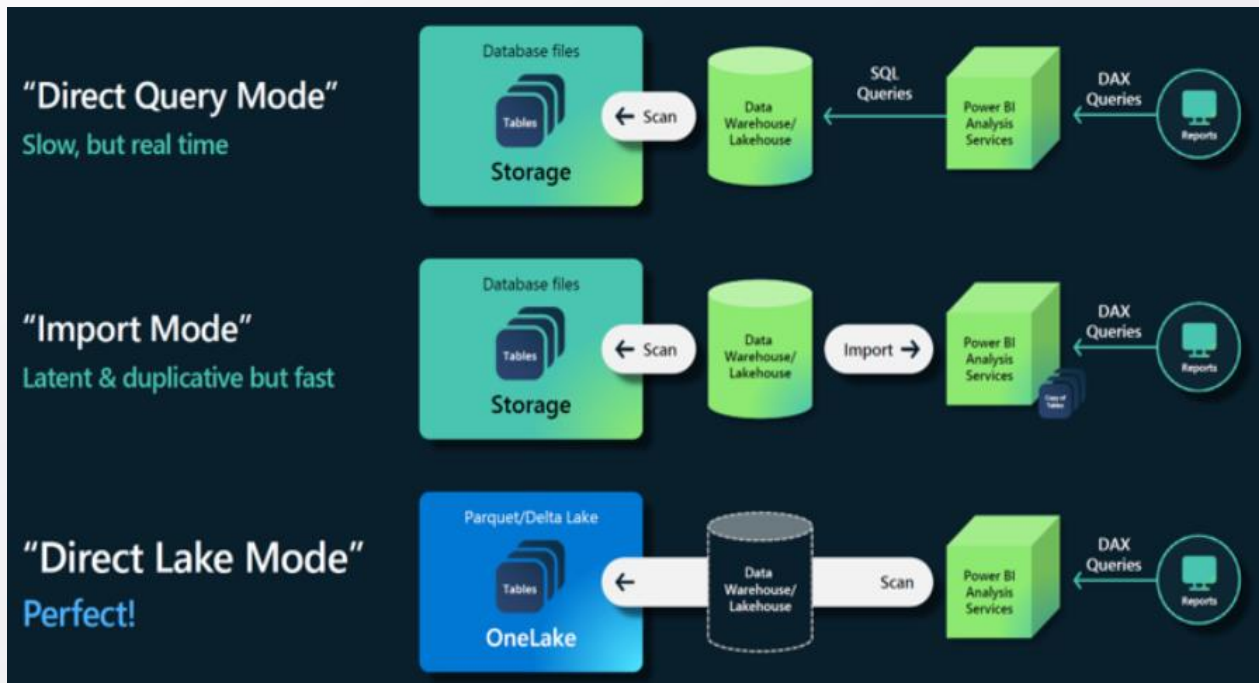 "Direct Query Mode"
Slow, but real time
Database files
Tables
Storage
← Scan
Data
Warehouse/
Lakehouse
SQL
Queries
Power BI
Analysis
Services
DAX
Queries
Reports
"Import Mode"
Latent & duplicative but fast
Database files
Tables
Storage
← Scan
Data
Warehouse/
Lakehouse
Import →
Power BI
Analysis
Services
Copy of
Tables
DAX
Queries
Reports
"Direct Lake Mode"
Perfect!
Parquet/Delta Lake
Tables
OneLake
←
Data
Warehouse/
Lakehouse
Scan
Power BI
Analysis
Services
DAX
Queries
Reports